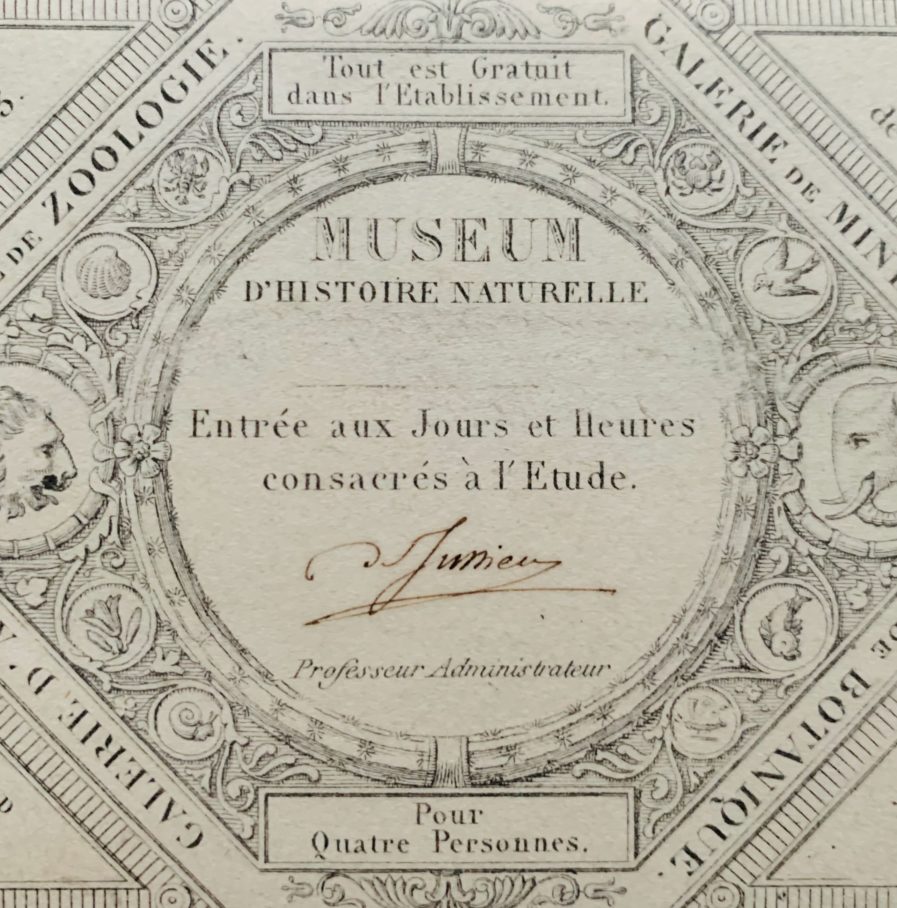 DE ZOOLOGIE.
Tout est Gratuit
dans l'Etablissement.
GALERIE DE MIN
MUSEUM
D'HISTOIRE NATURELLE
Entrée aux Jours et Heures
consacrés à l'Etude.
de Jussieu
Professeur Administrateur
GALERIE D'
DE BOTANIQUE.
Pour
Quatre Personnes.